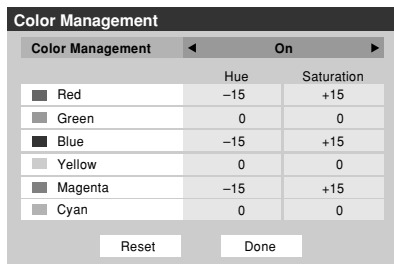 Color Management
Color Management ◀ On ▶
Hue Saturation
Red –15 +15
Green 0 0
Blue –15 +15
Yellow 0 0
Magenta –15 +15
Cyan 0 0
Reset Done